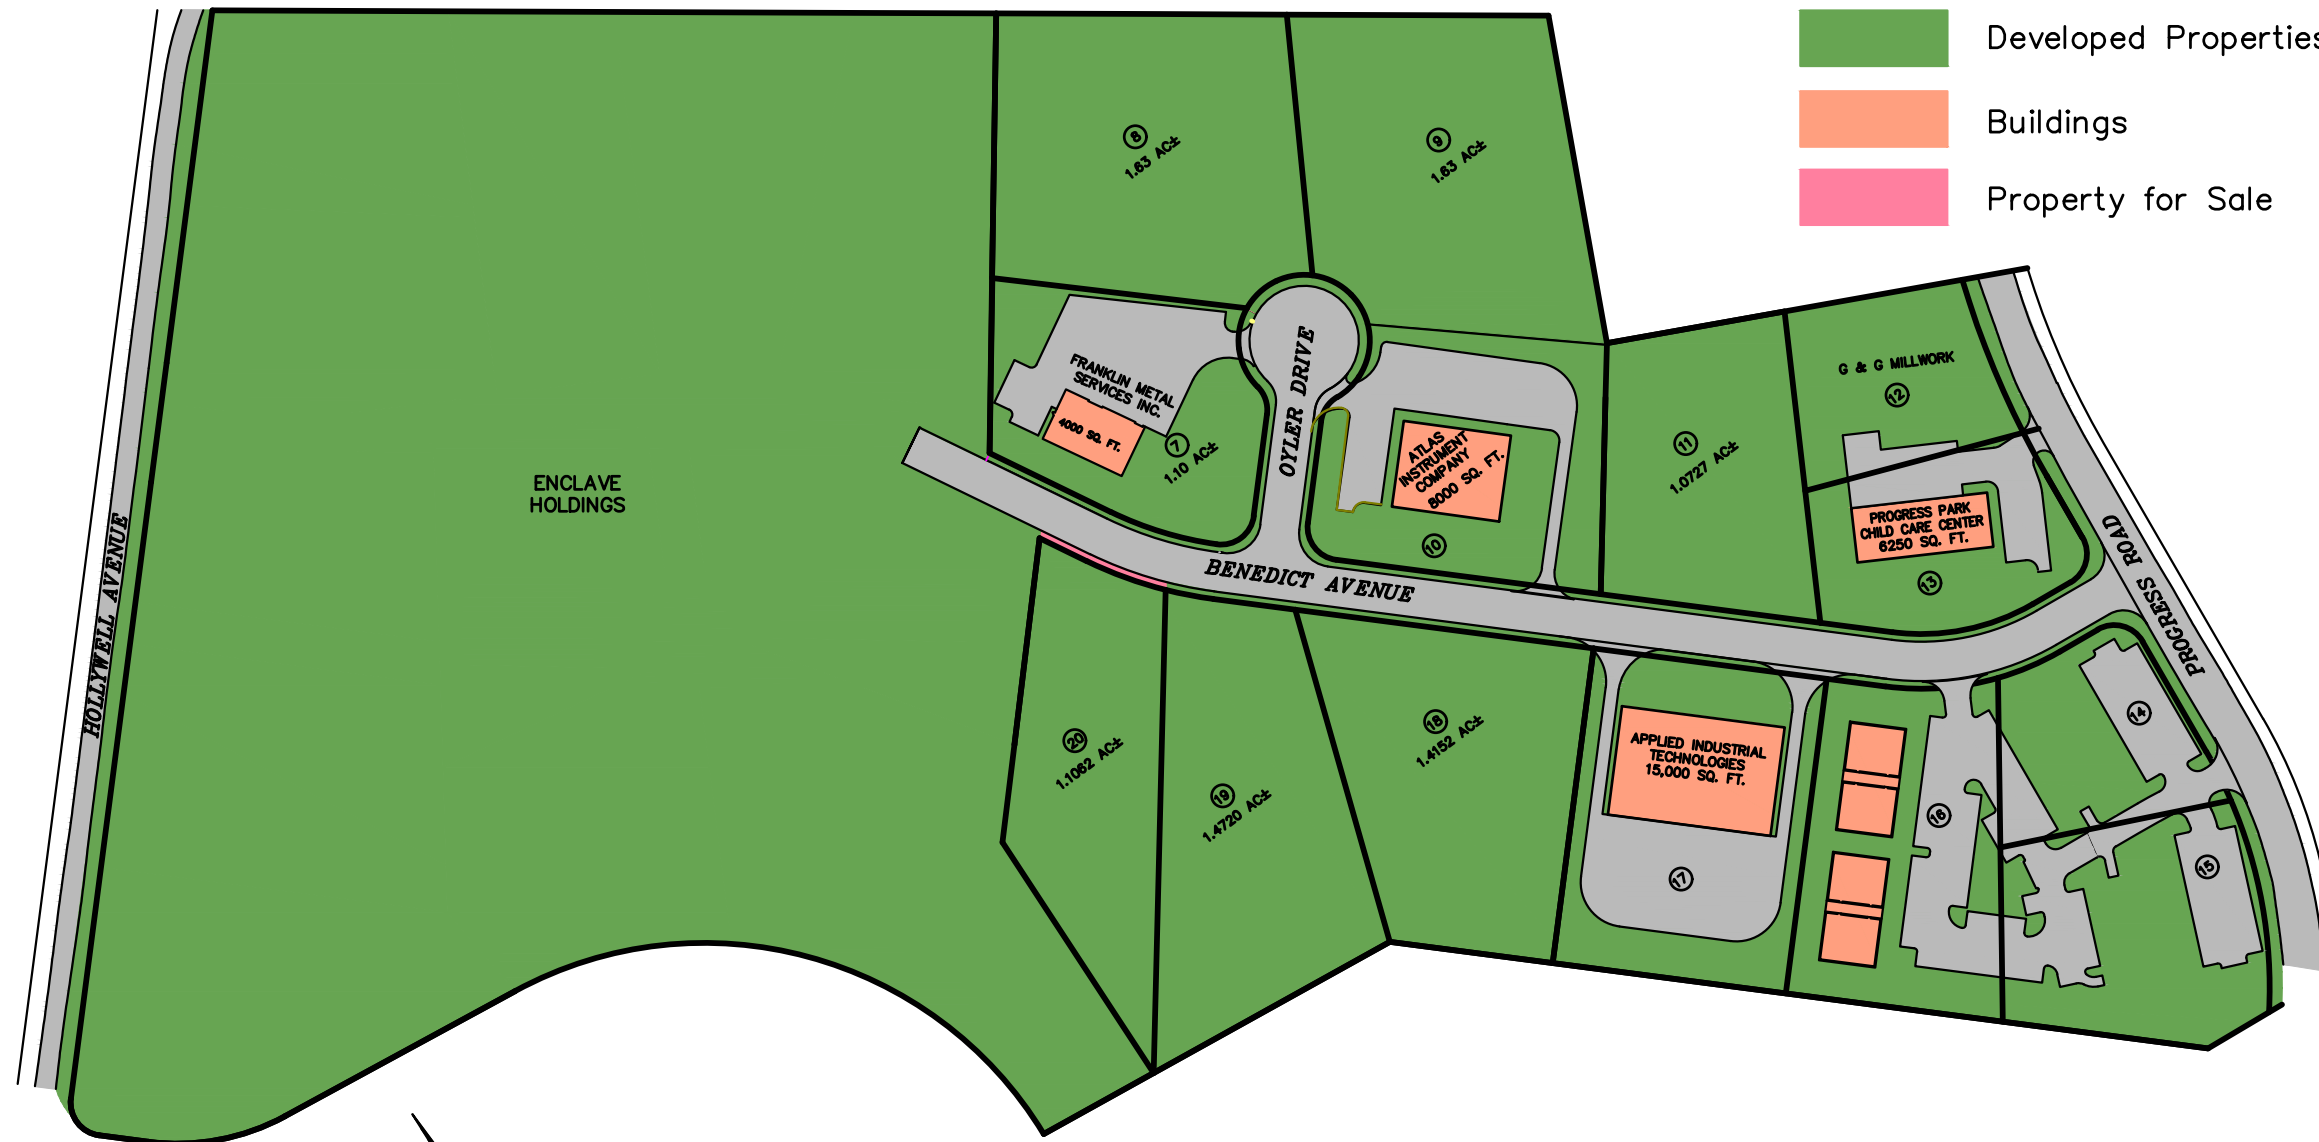 Developed Properties
Buildings
Property for Sale
8
1.63 AC±
9
1.63 AC±
ENCLAVE
HOLDINGS
HOLLYWELL AVENUE
FRANKLIN METAL
SERVICES INC.
4000 SQ. FT.
7
1.10 AC±
OYLER DRIVE
ATLAS
INSTRUMENT
COMPANY
8000 SQ. FT.
10
11
1.0727 AC±
G & G MILLWORK
12
PROGRESS PARK
CHILD CARE CENTER
6250 SQ. FT.
13
PROGRESS ROAD
BENEDICT AVENUE
20
1.1062 AC±
19
1.4720 AC±
18
1.4152 AC±
APPLIED INDUSTRIAL
TECHNOLOGIES
15,000 SQ. FT.
17
16
14
15